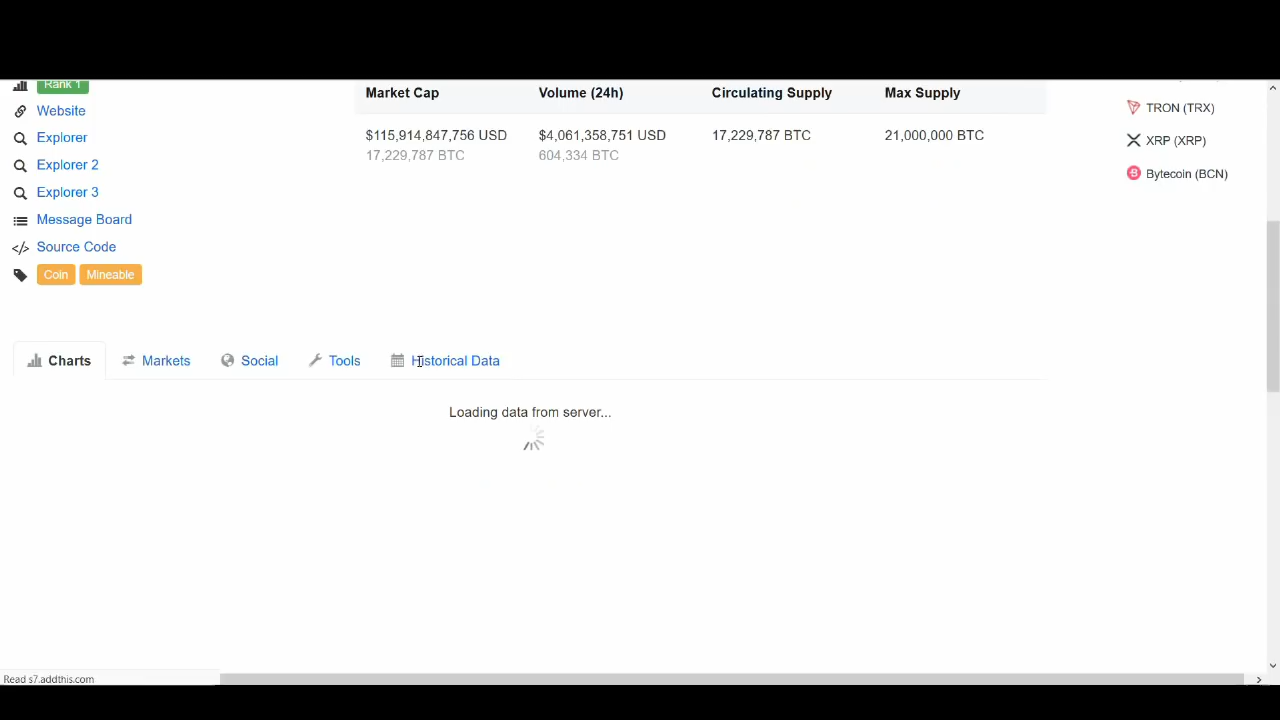 Rank 1
Website
Explorer
Explorer 2
Explorer 3
Message Board
Source Code
Coin Mineable
Market Cap Volume (24h) Circulating Supply Max Supply
$115,914,847,756 USD $4,061,358,751 USD 17,229,787 BTC 21,000,000 BTC
17,229,787 BTC 604,334 BTC
TRON (TRX)
XRP (XRP)
Bytecoin (BCN)
Charts Markets Social Tools Historical Data
Loading data from server...
Read s7.addthis.com